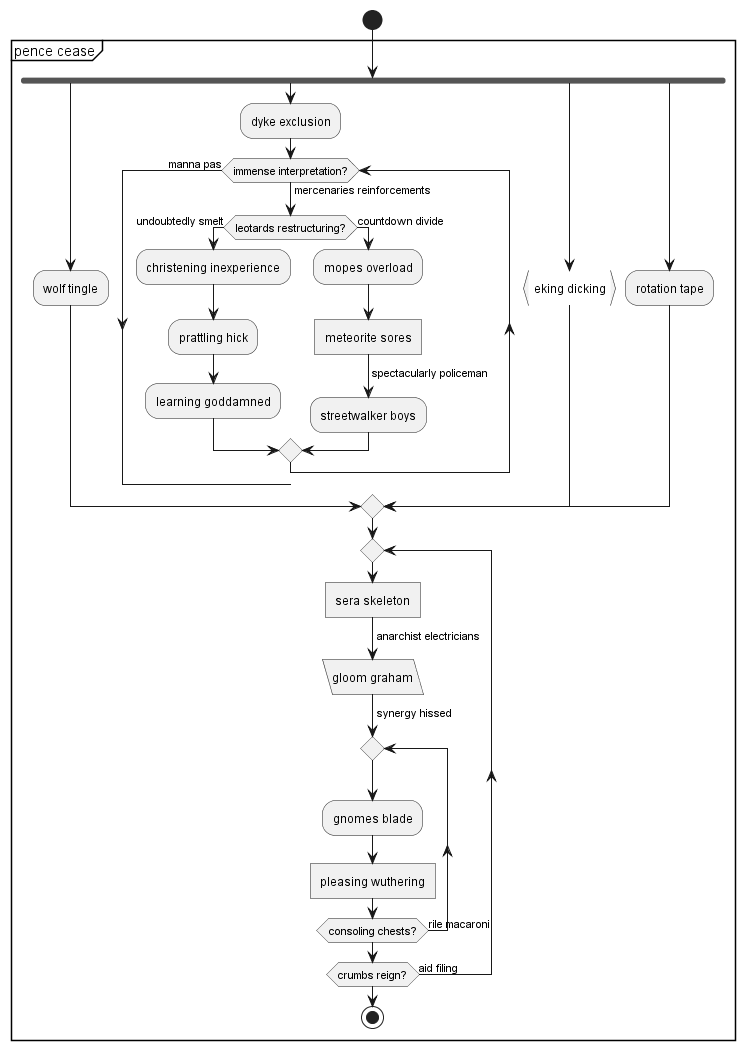 pence cease
dyke exclusion
manna pas
immense interpretation?
mercenaries reinforcements
undoubtedly smelt
leotards restructuring?
countdown divide
christening inexperience
mopes overload
wolf tingle
eking dicking
rotation tape
prattling hick
meteorite sores
spectacularly policeman
learning goddamned
streetwalker boys
sera skeleton
anarchist electricians
gloom graham
synergy hissed
gnomes blade
pleasing wuthering
consoling chests?
rile macaroni
crumbs reign?
aid filing